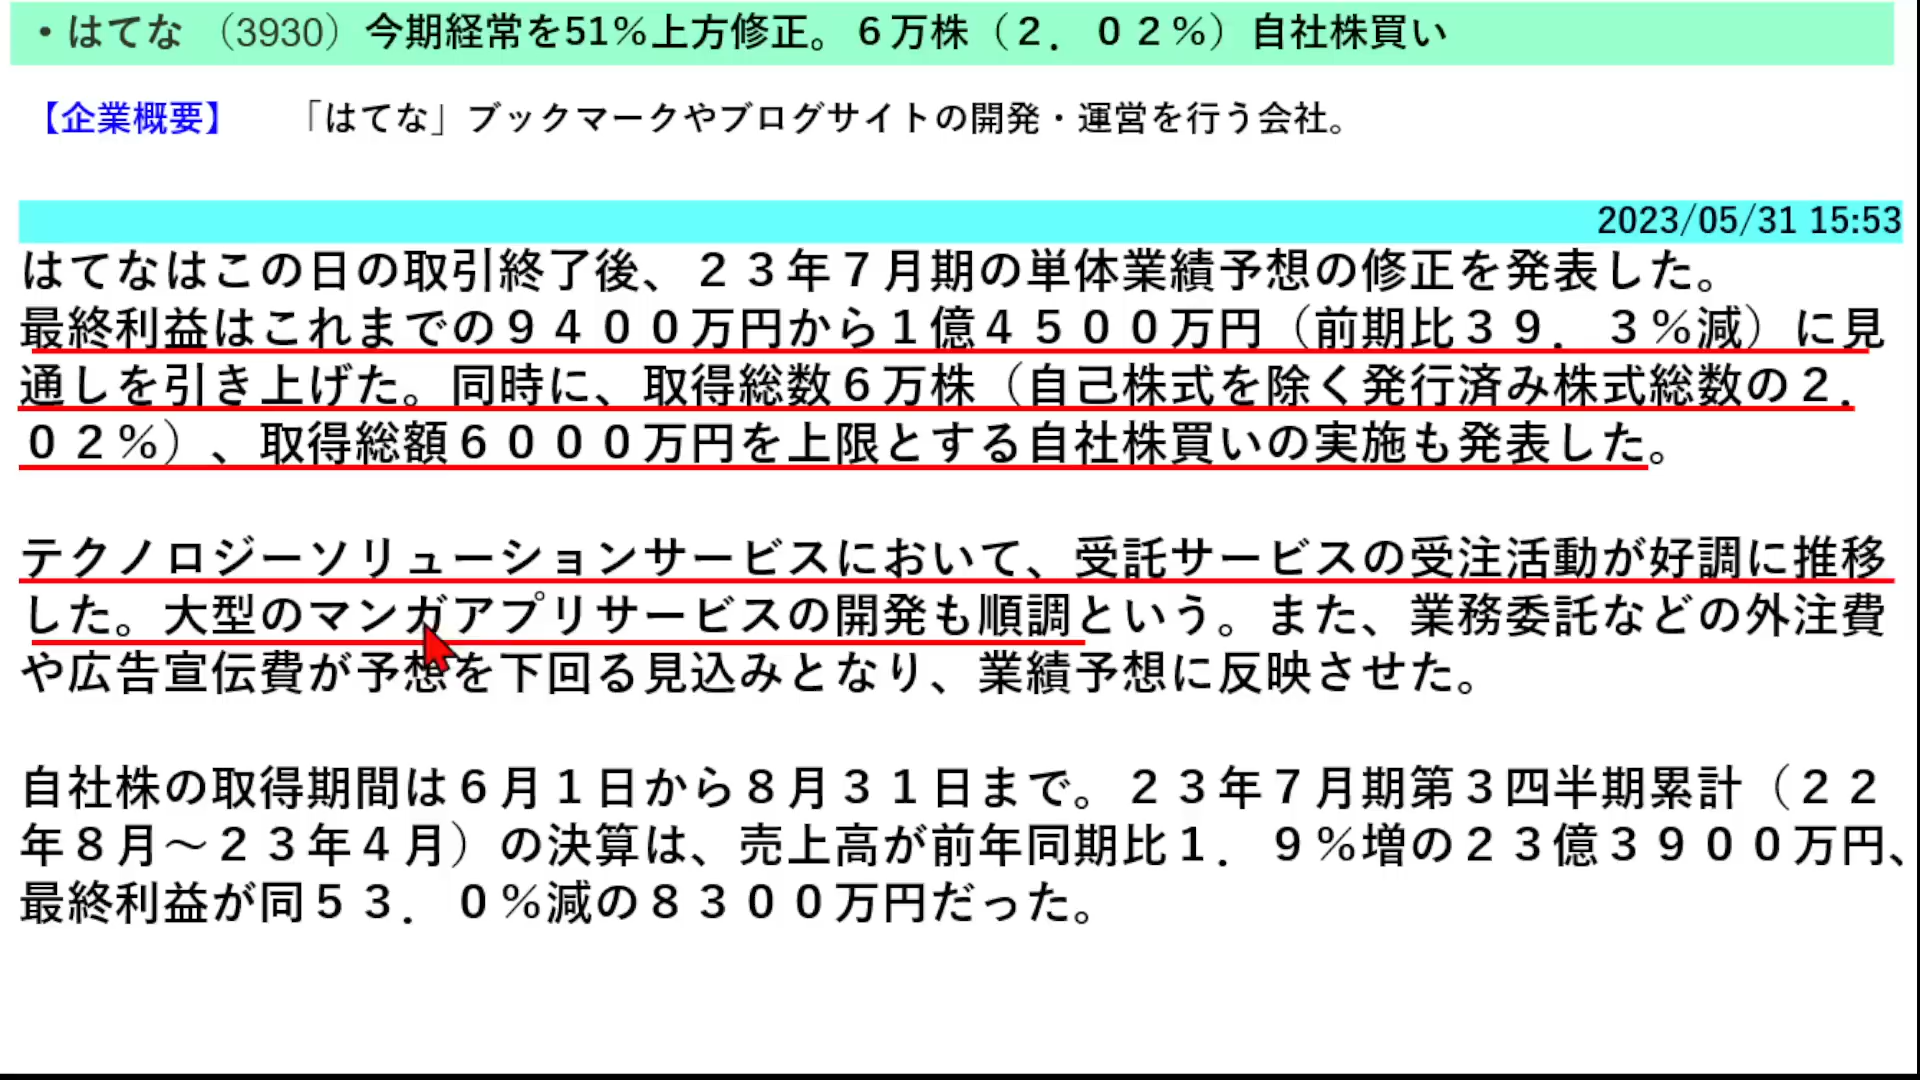 ・はてな （3930）今期経常を51%上方修正。６万株（２．０２％）自社株買い
【企業概要】 「はてな」ブックマークやブログサイトの開発・運営を行う会社。
2023/05/31 15:53
はてなはこの日の取引終了後、２３年７月期の単体業績予想の修正を発表した。
最終利益はこれまでの９４００万円から１億４５００万円（前期比３９．３％減）に見
通しを引き上げた。同時に、取得総数６万株（自己株式を除く発行済み株式総数の２．
０２％）、取得総額６０００万円を上限とする自社株買いの実施も発表した。
テクノロジーソリューションサービスにおいて、受託サービスの受注活動が好調に推移
した。大型のマンガアプリサービスの開発も順調という。また、業務委託などの外注費
や広告宣伝費が予想を下回る見込みとなり、業績予想に反映させた。
自社株の取得期間は６月１日から８月３１日まで。２３年７月期第３四半期累計（２２
年８月～２３年４月）の決算は、売上高が前年同期比１．９％増の２３億３９００万円、
最終利益が同５３．０％減の８３００万円だった。